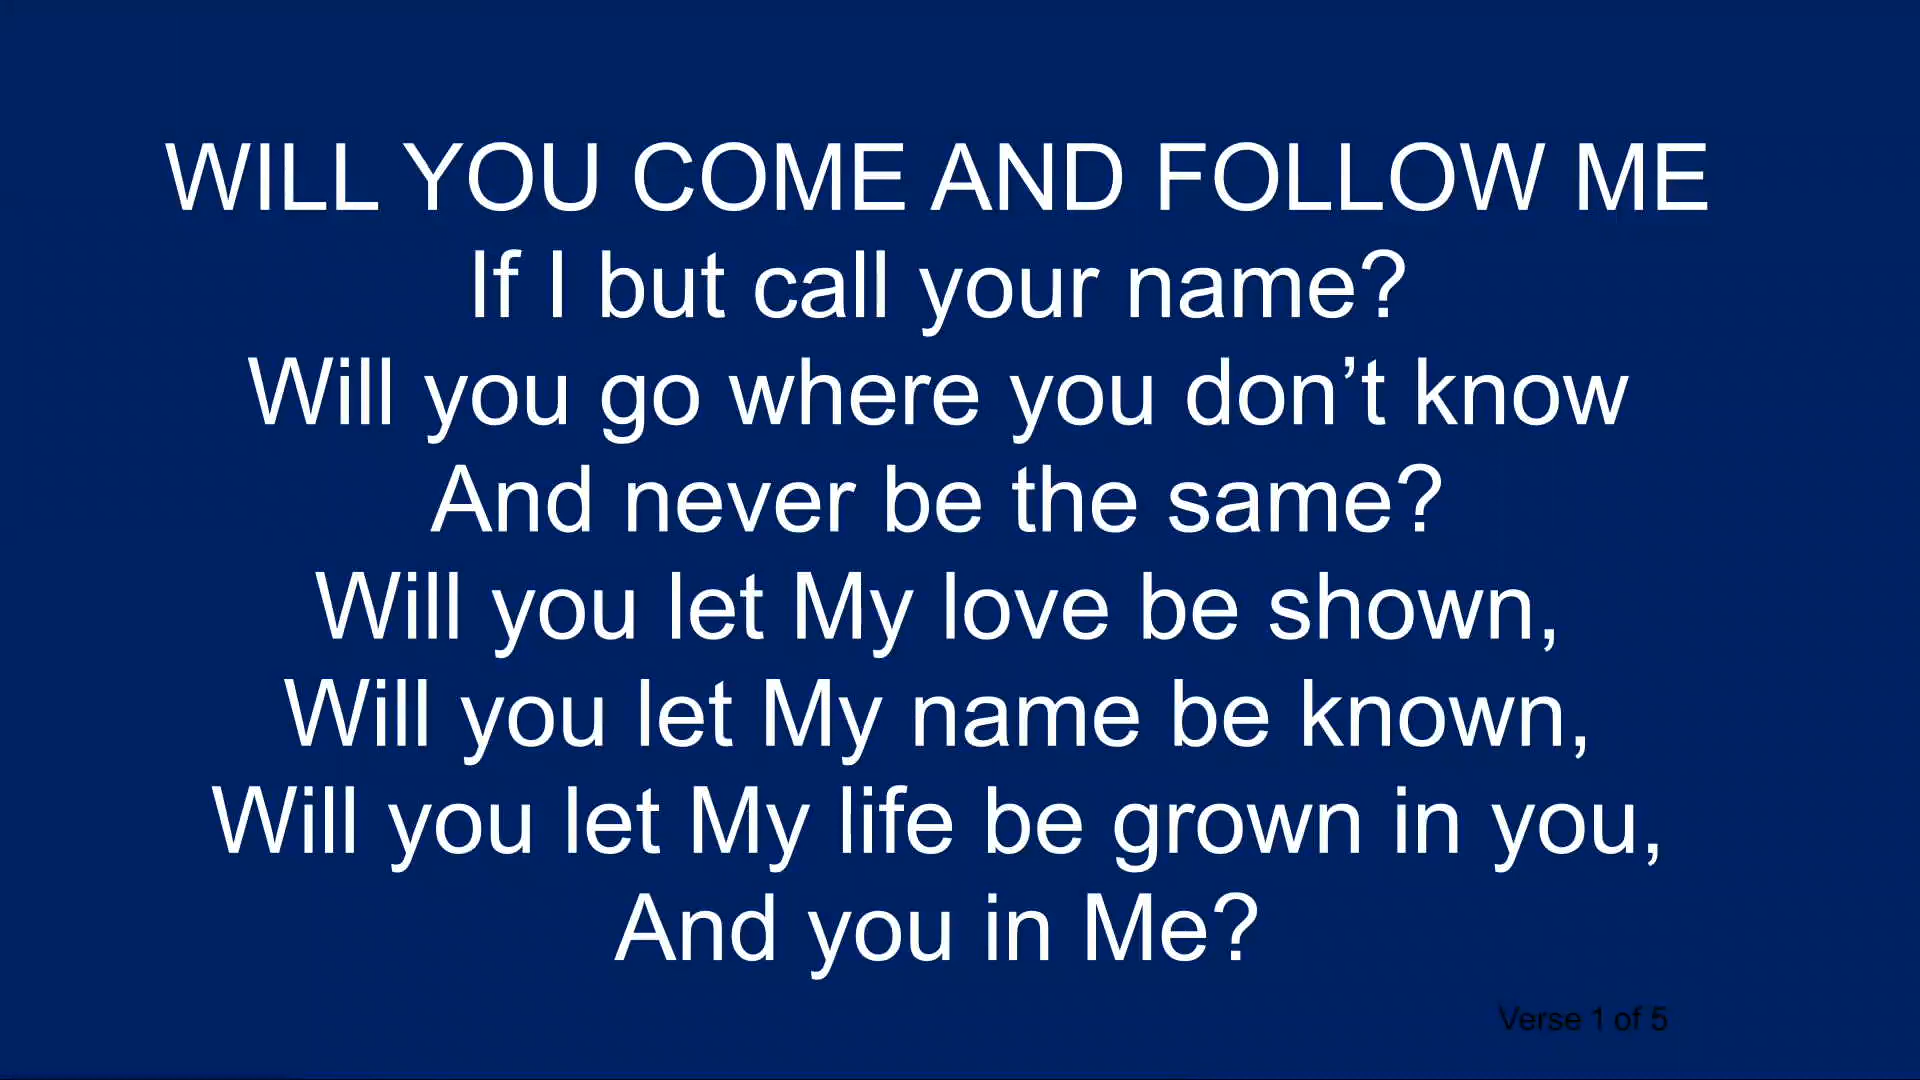 WILL YOU COME AND FOLLOW ME
If I but call your name?
Will you go where you don’t know
And never be the same?
Will you let My love be shown,
Will you let My name be known,
Will you let My life be grown in you,
And you in Me?
Verse 1 of 5